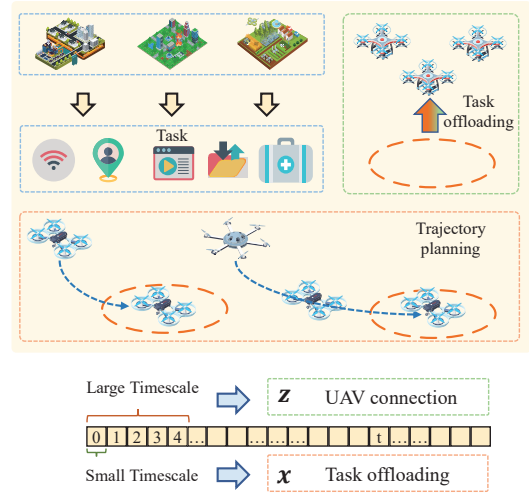 Task
Task
offloading
Trajectory
planning
Large Timescale
z UAV connection
0 1 2 3 4 ... ... ... ... t ... ...
Small Timescale
x Task offloading